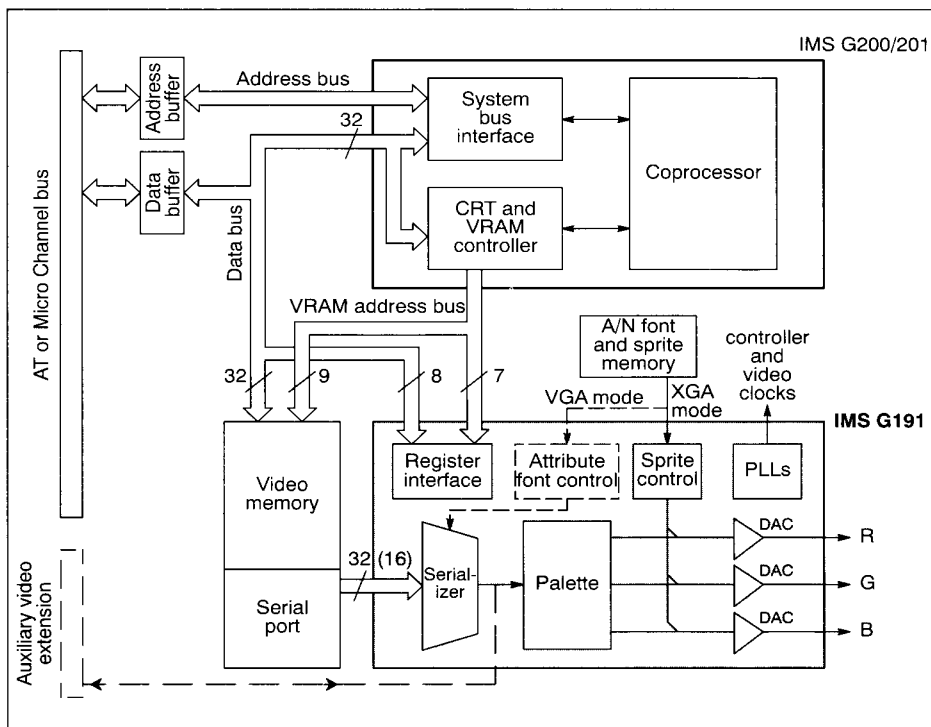 IMS G200/201
AT or Micro Channel bus
Address
buffer
Address bus
Data
buffer
Data bus
32
System
bus
interface
CRT and
VRAM
controller
Coprocessor
VRAM address bus
A/N font
and sprite
memory
controller
and
video
clocks
32
9
8
7
VGA mode
XGA
mode
IMS G191
Video
memory
Serial
port
Register
interface
Attribute
font control
Sprite
control
PLLs
32 (16)
Serial-
izer
Palette
DAC
R
DAC
G
DAC
B
Auxiliary video
extension